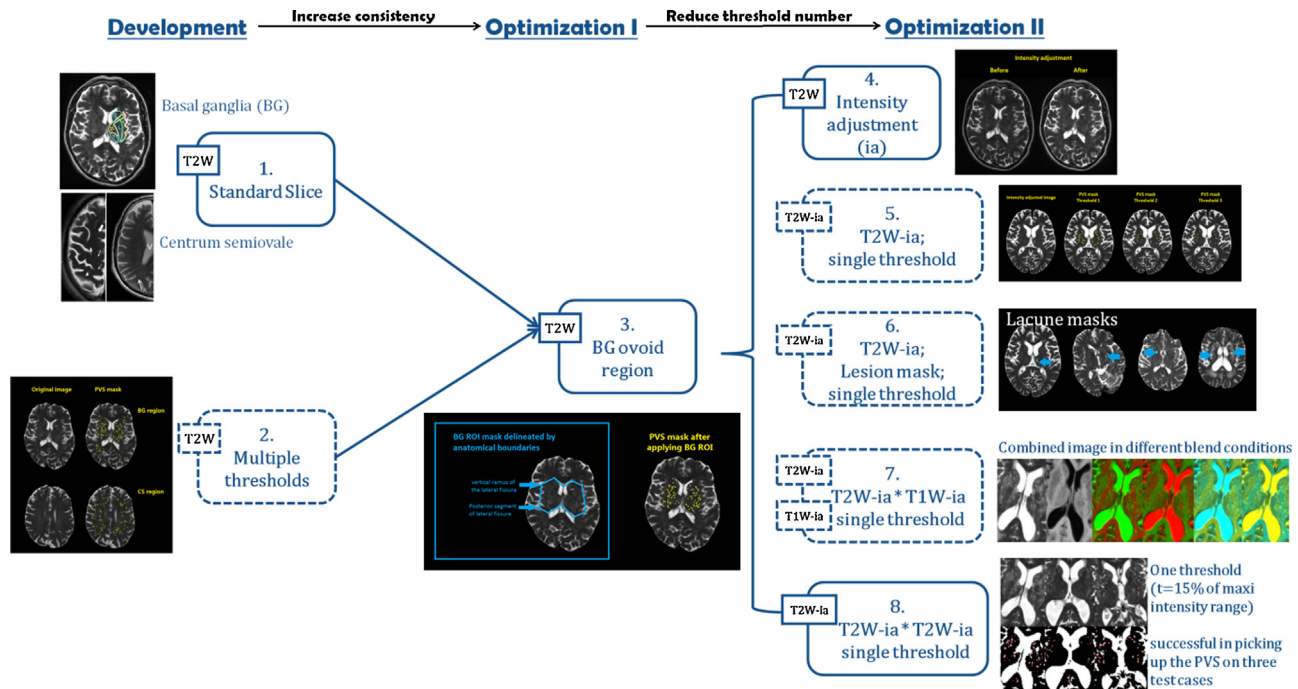 Development
Increase consistency
Optimization I
Reduce threshold number
Optimization II
Basal ganglia (BG)
T2W
1.
Standard Slice
Centrum semiovale
Original image
PVS mask
BG region
CS region
T2W
2.
Multiple
thresholds
T2W
3.
BG ovoid
region
BG ROI mask delineated by
anatomical boundaries
vertical ramus of
the lateral fissure
Posterior segment
of lateral fissure
PVS mask after
applying BG ROI
T2W
4.
Intensity
adjustment
(ia)
Intensity adjustment
Before
After
T2W-ia
5.
T2W-ia;
single threshold
Intensity adjusted image
PVS mask
Threshold 1
PVS mask
Threshold 2
PVS mask
Threshold 3
T2W-ia
6.
T2W-ia;
Lesion mask;
single threshold
Lacune masks
T2W-ia
T1W-ia
7.
T2W-ia* T1W-ia
single threshold
Combined image in different blend conditions
T2W-Ia
8.
T2W-ia* T2W-ia
single threshold
One threshold
(t=15% of maxi
intensity range)
successful in picking
up the PVS on three
test cases